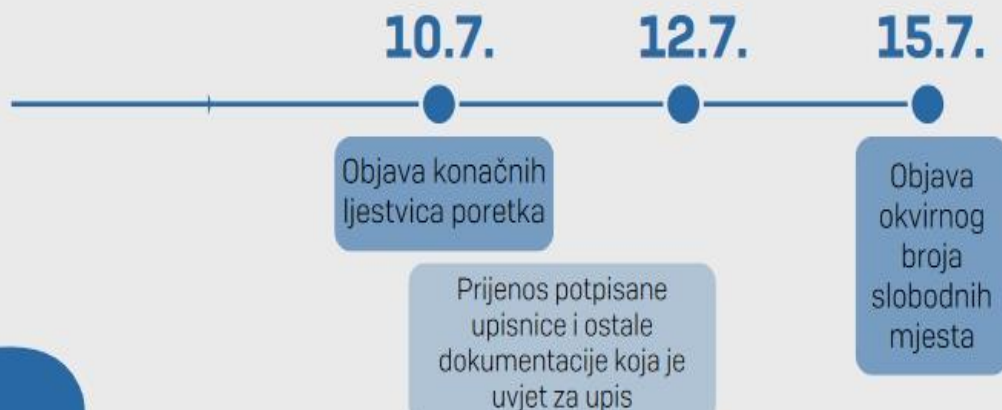 10.7.
12.7.
15.7.
Objava konačnih
ljestvica poretka
Objava
okvirnog
broja
slobodnih
mjesta
Prijenos potpisane
upisnice i ostale
dokumentacije koja je
uvjet za upis